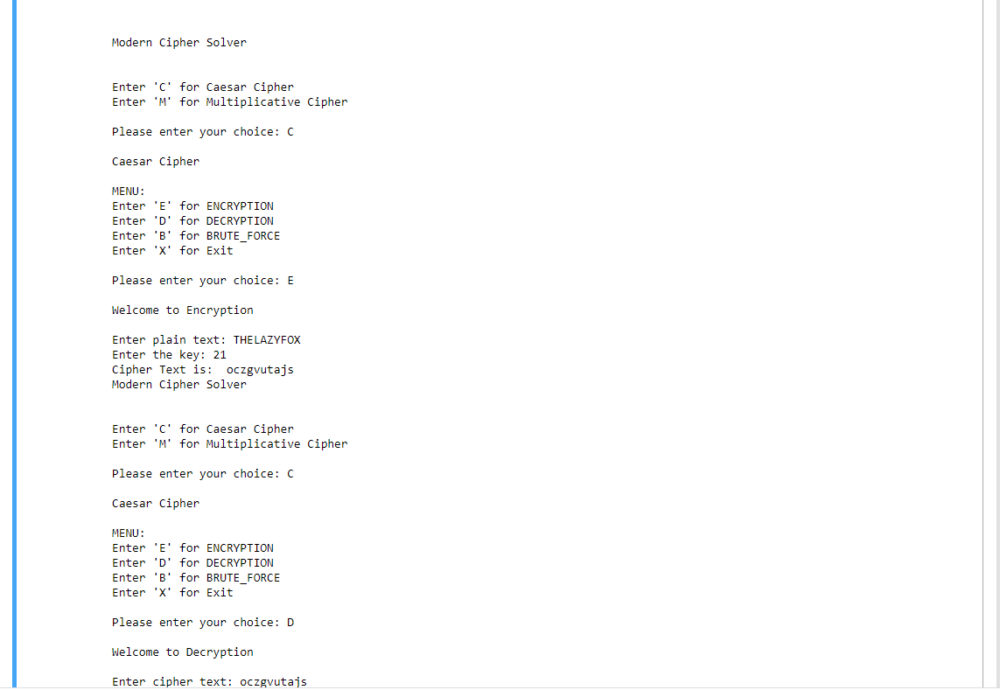 Modern Cipher Solver
Enter 'C' for Caesar Cipher
Enter 'M' for Multiplicative Cipher
Please enter your choice: C
Caesar Cipher
MENU:
Enter 'E' for ENCRYPTION
Enter 'D' for DECRYPTION
Enter 'B' for BRUTE_FORCE
Enter 'X' for Exit
Please enter your choice: E
Welcome to Encryption
Enter plain text: THELAZYFOX
Enter the key: 21
Cipher Text is:  oczgvutajs
Modern Cipher Solver
Enter 'C' for Caesar Cipher
Enter 'M' for Multiplicative Cipher
Please enter your choice: C
Caesar Cipher
MENU:
Enter 'E' for ENCRYPTION
Enter 'D' for DECRYPTION
Enter 'B' for BRUTE_FORCE
Enter 'X' for Exit
Please enter your choice: D
Welcome to Decryption
Enter cipher text: oczgvutajs